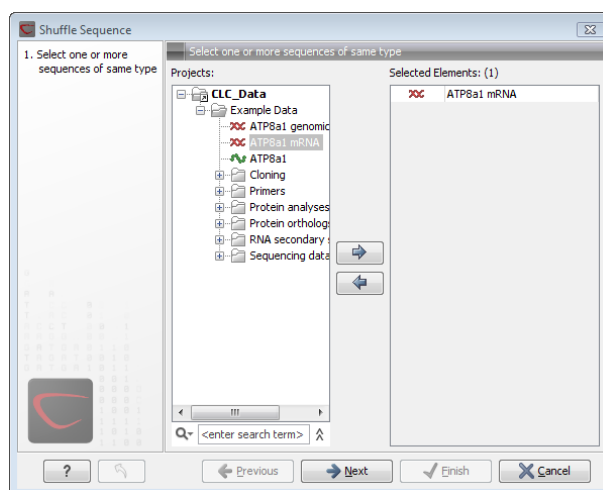 Shuffle Sequence
1. Select one or more
sequences of same type
Select one or more sequences of same type
Projects:
CLC_Data
Example Data
ATP8a1 genomic
ATP8a1 mRNA
ATP8a1
Cloning
Primers
Protein analyses
Protein orthologs
RNA secondary
Sequencing data
<enter search term>
Selected Elements: (1)
ATP8a1 mRNA
?
Previous
Next
Finish
Cancel